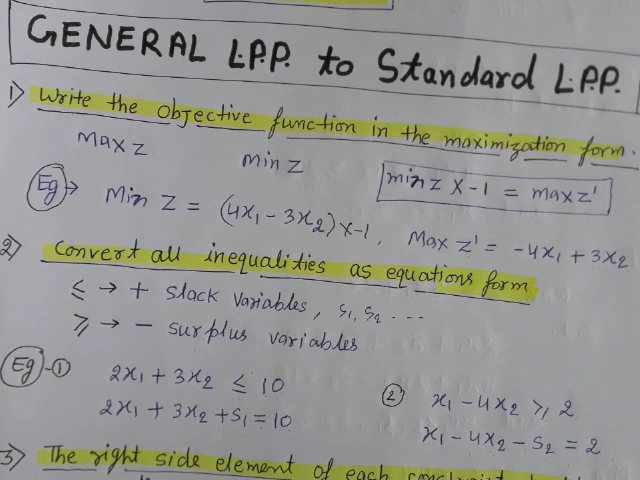 GENERAL L.P.P. to Standard L.P.P.
1) Write the objective function in the maximization form.
Max Z Min Z
min Z X -1 = max Z'
Eg → Min Z = (4x₁ - 3x₂) X -1, Max Z' = -4x₁ + 3x₂
2) Convert all inequalities as equations form
≤ → + slack variables, s₁, s₂ ...
≥ → - surplus variables
Eg - ① 2x₁ + 3x₂ ≤ 10
2x₁ + 3x₂ + S₁ = 10
② x₁ - 4x₂ ≥ 2
x₁ - 4x₂ - S₂ = 2
3) The right side element of each